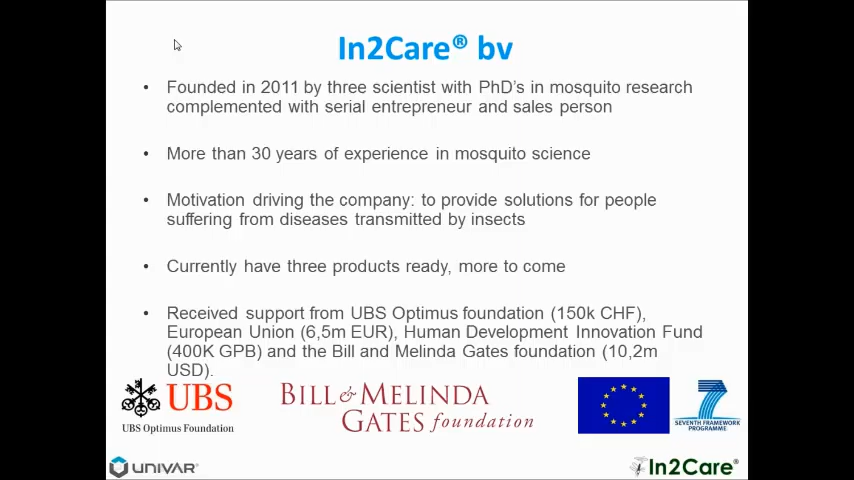 In2Care® bv
• Founded in 2011 by three scientist with PhD's in mosquito research
complemented with serial entrepreneur and sales person
• More than 30 years of experience in mosquito science
• Motivation driving the company: to provide solutions for people
suffering from diseases transmitted by insects
• Currently have three products ready, more to come
• Received support from UBS Optimus foundation (150k CHF),
European Union (6,5m EUR), Human Development Innovation Fund
(400K GPB) and the Bill and Melinda Gates foundation (10,2m
USD).
UBS
UBS Optimus Foundation
BILL & MELINDA
GATES foundation
7
SEVENTH FRAMEWORK
PROGRAMME
UNIVAR®
In2Care®